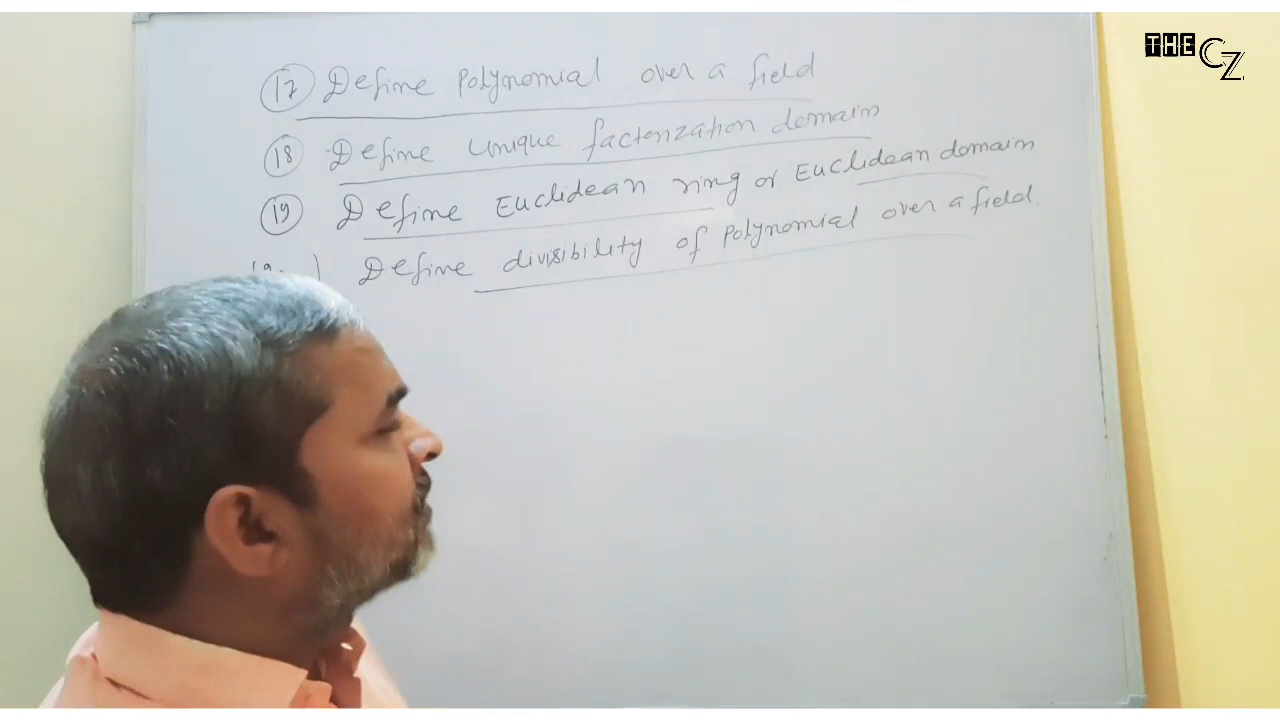 THE CZ
17 Define Polynomial over a field
18 Define Unique factorization domain
19 Define Euclidean ring or Euclidean domain
Define divisibility of Polynomial over a field.